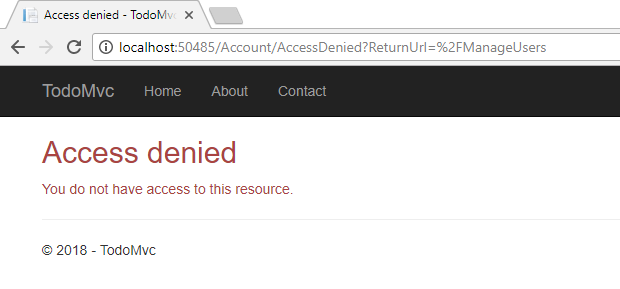 Access denied - TodoMv
localhost:50485/Account/AccessDenied?ReturnUrl=%2FManageUsers
TodoMvc Home About Contact
Access denied
You do not have access to this resource.
© 2018 - TodoMvc